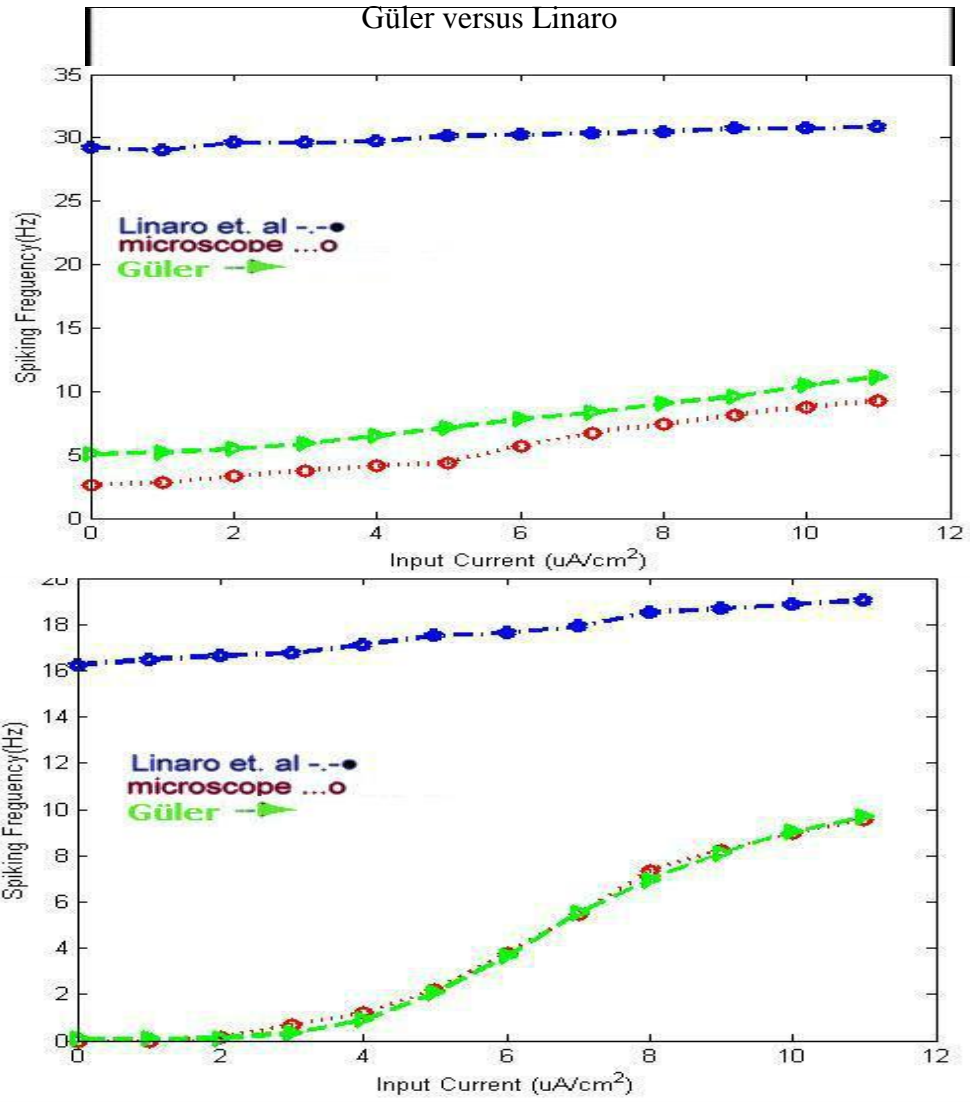 Güler versus Linaro
35
30
25
20
15
10
5
0
Spiking Freguency(Hz)
Linaro et. al -.-●
microscope ...o
Güler --►
0 2 4 6 8 10 12
Input Current (uA/cm²)
20
18
16
14
12
10
8
6
4
2
0
Spiking Freguency(Hz)
Linaro et. al -.-●
microscope ...o
Güler --►
0 2 4 6 8 10 12
Input Current (uA/cm²)